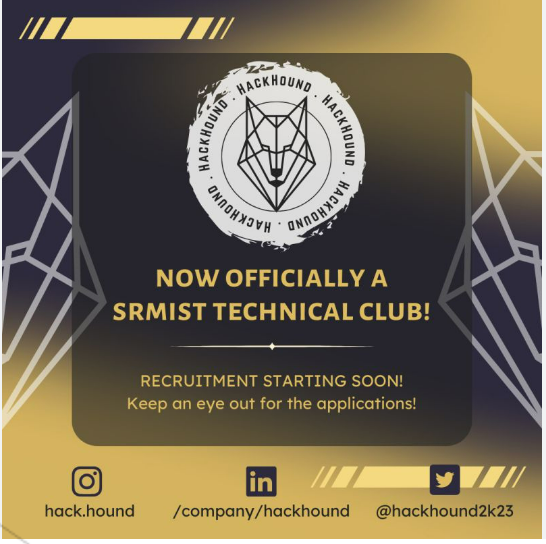 HACKHOUND . HACKHOUND . HACKHOUND . HACKHOUND .
NOW OFFICIALLY A
SRMIST TECHNICAL CLUB!
RECRUITMENT STARTING SOON!
Keep an eye out for the applications!
hack.hound
/company/hackhound
@hackhound2k23